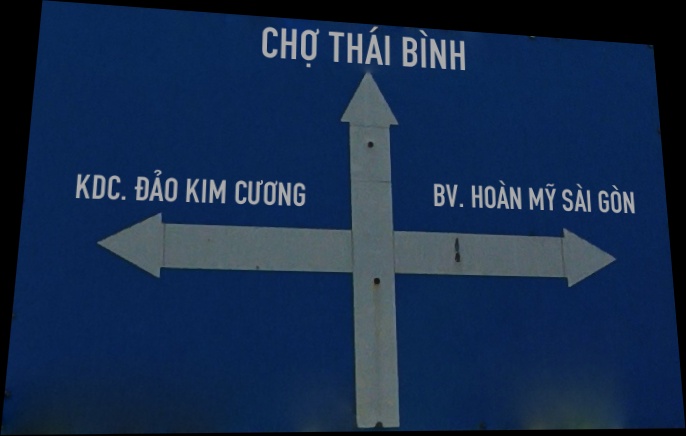 CHỢ THÁI BÌNH
KDC. ĐẢO KIM CƯƠNG
BV. HOÀN MỸ SÀI GÒN